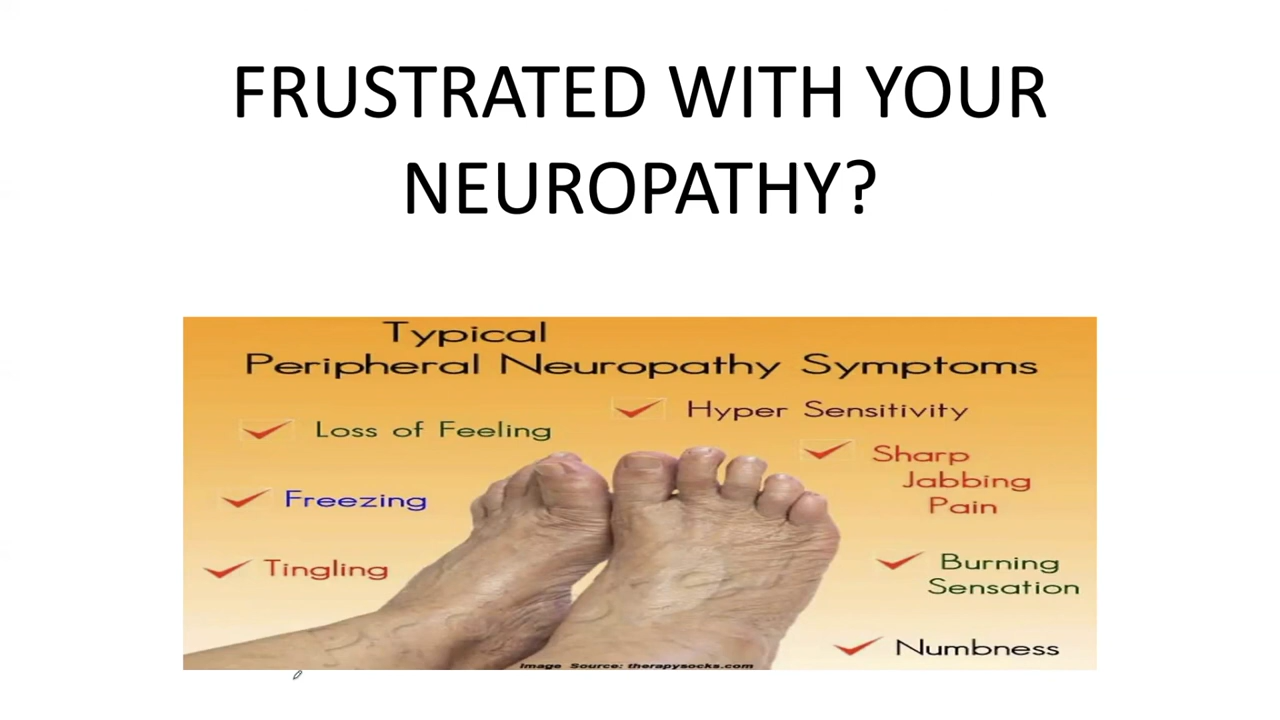 FRUSTRATED WITH YOUR
NEUROPATHY?
Typical
Peripheral Neuropathy Symptoms
Hyper Sensitivity
Loss of Feeling
Sharp
Jabbing
Pain
Freezing
Tingling
Burning
Sensation
Numbness
Image Source: therapysocks.com